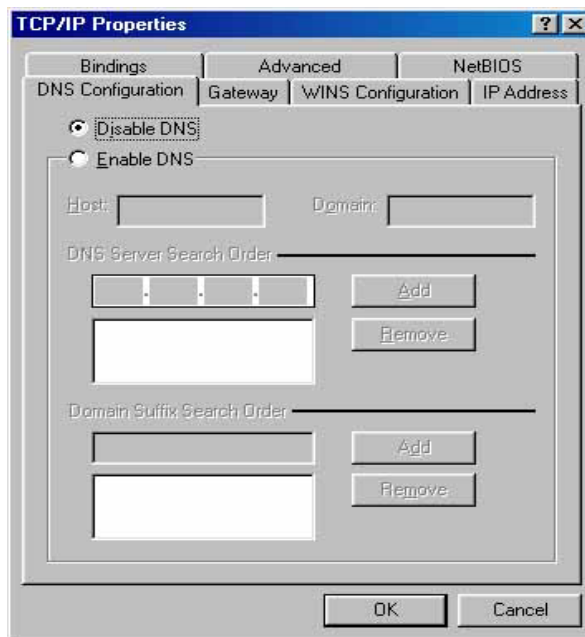 TCP/IP Properties
? ×
Bindings Advanced NetBIOS
DNS Configuration Gateway WINS Configuration IP Address
Disable DNS
Enable DNS
Host: Domain:
DNS Server Search Order
. . .
Add
Remove
Domain Suffix Search Order
Add
Remove
OK Cancel